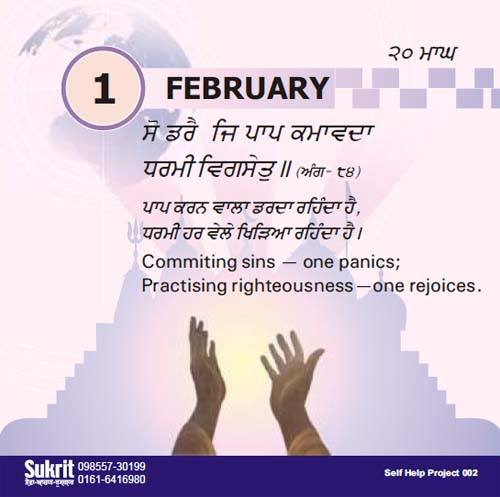 ੨੦ ਮਾਘ
1 FEBRUARY
ਸੋ ਡਰੈ ਜਿ ਪਾਪ ਕਮਾਵਦਾ
ਧਰਮੀ ਵਿਗਸੇਤੁ ॥ (ਅੰਗ- ੮੪)
ਪਾਪ ਕਰਨ ਵਾਲਾ ਡਰਦਾ ਰਹਿੰਦਾ ਹੈ,
ਧਰਮੀ ਹਰ ਵੇਲੇ ਖਿੜਿਆ ਰਹਿੰਦਾ ਹੈ।
Commiting sins — one panics;
Practising righteousness — one rejoices.
Sukrit 098557-30199
0161-6416980
Self Help Project 002